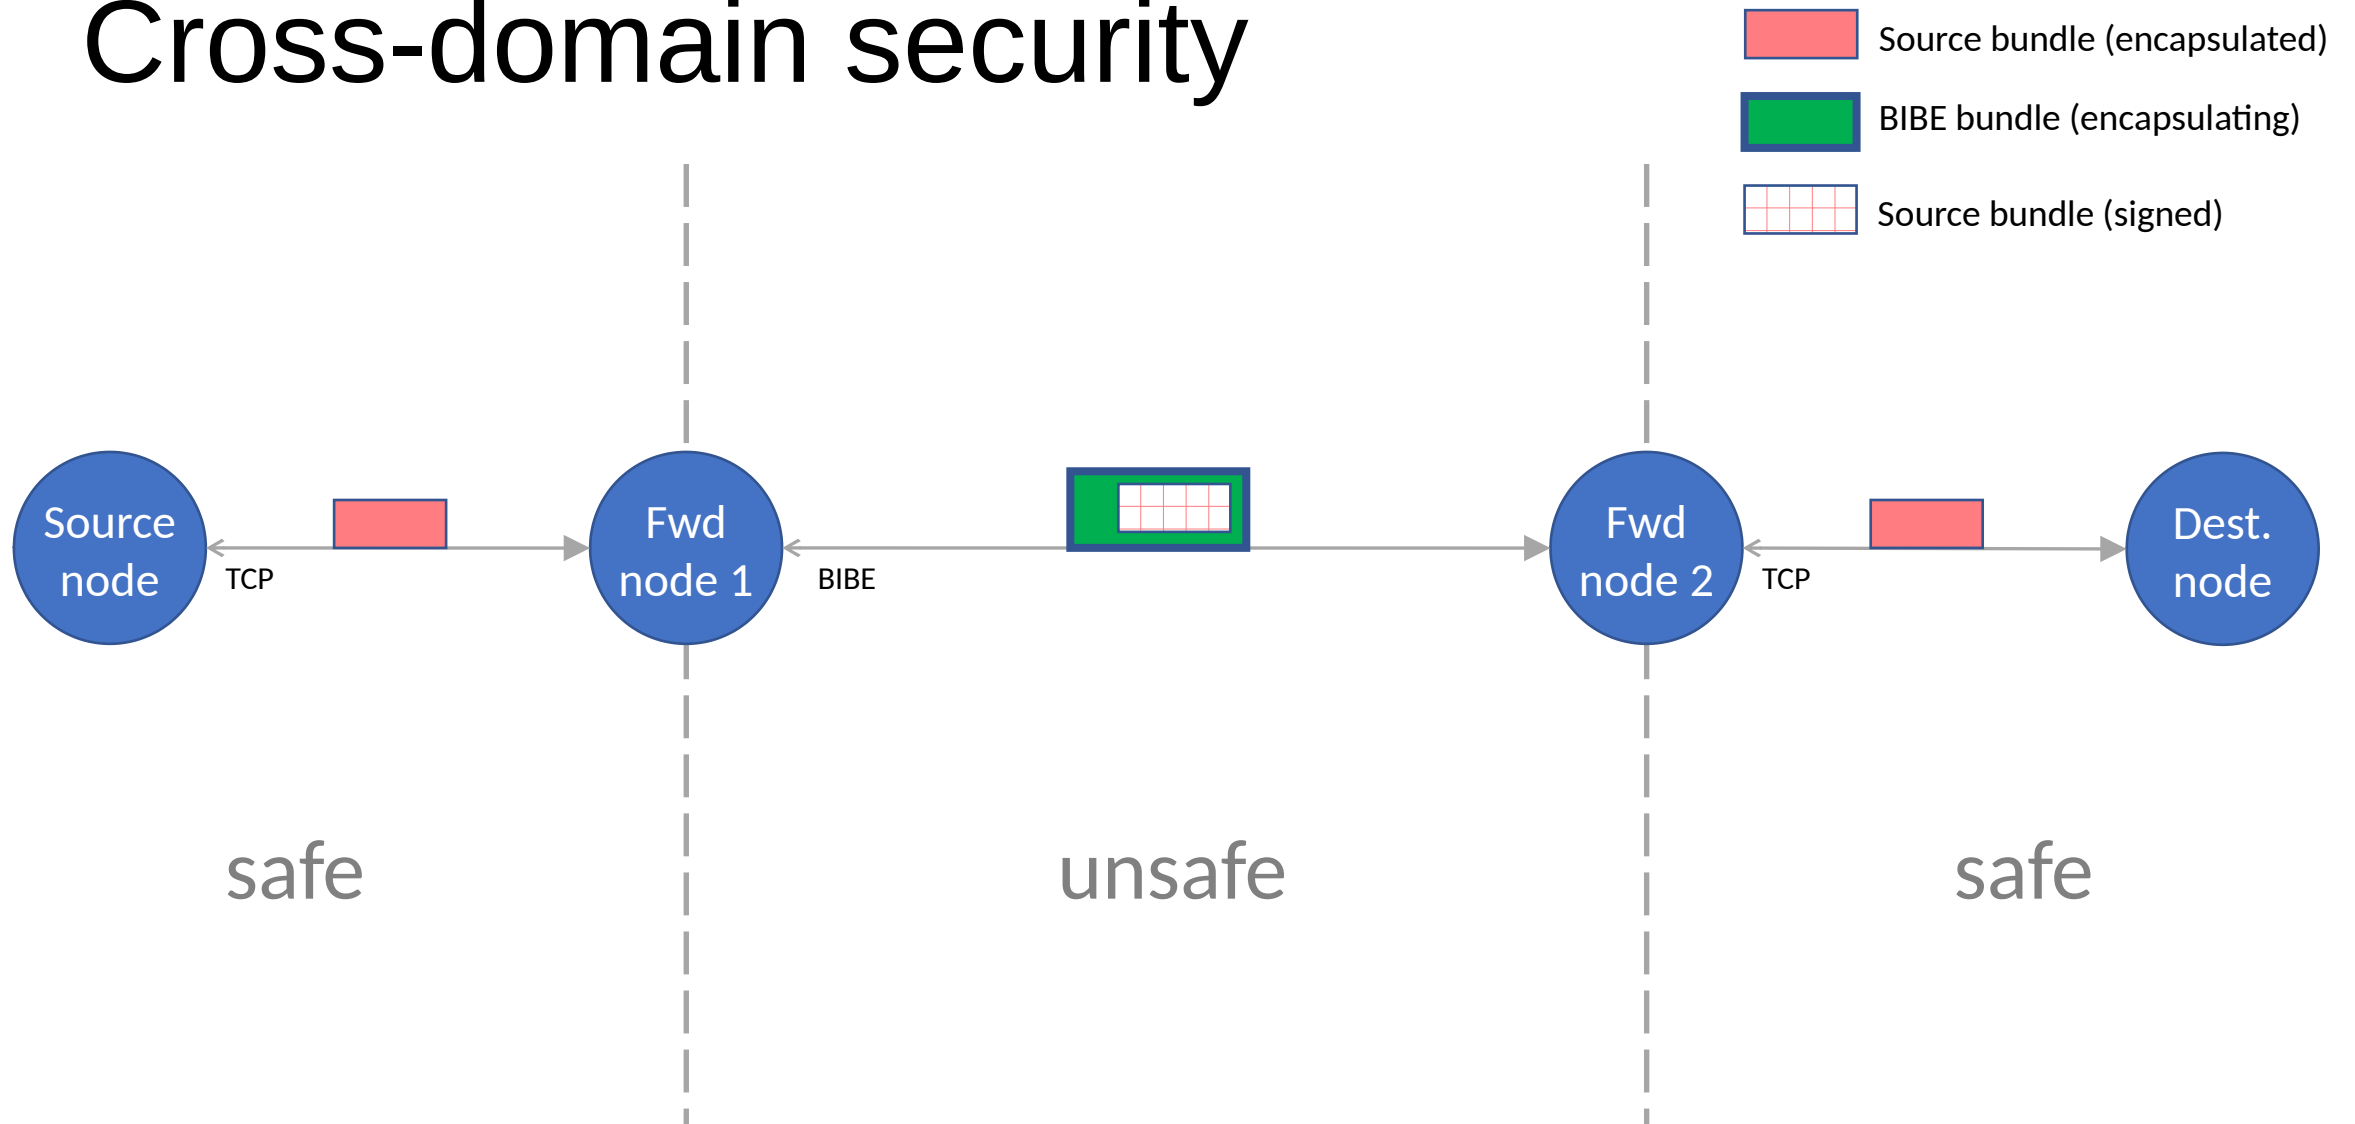 Cross-domain security
Source bundle (encapsulated)
BIBE bundle (encapsulating)
Source bundle (signed)
Source
node
TCP
Fwd
node 1
BIBE
Fwd
node 2
TCP
Dest.
node
safe
unsafe
safe